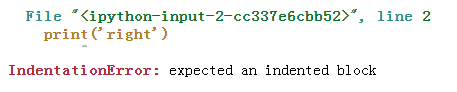 File "<ipython-input-2-cc337e6cbb52>", line 2
print('right')
^
IndentationError: expected an indented block